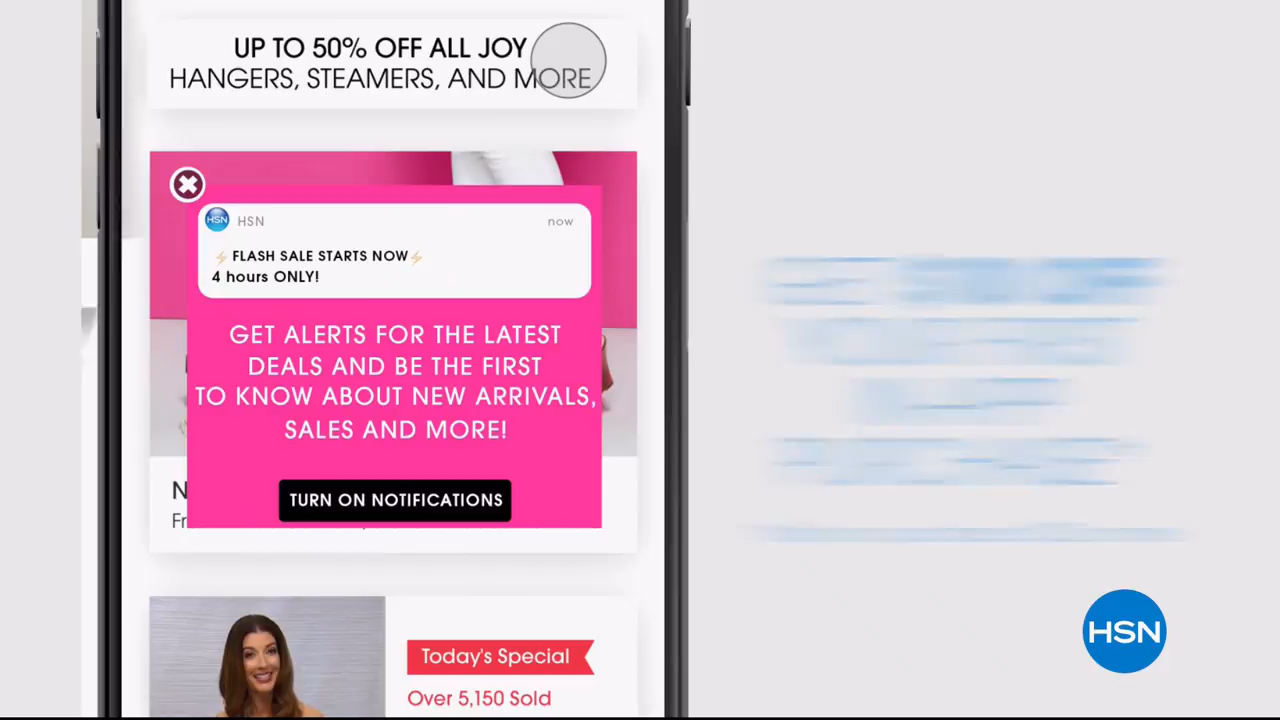 UP TO 50% OFF ALL JOY
HANGERS, STEAMERS, AND MORE
HSN
HSN
now
⚡FLASH SALE STARTS NOW⚡
4 hours ONLY!
GET ALERTS FOR THE LATEST
DEALS AND BE THE FIRST
TO KNOW ABOUT NEW ARRIVALS,
SALES AND MORE!
TURN ON NOTIFICATIONS
Today's Special
Over 5,150 Sold
HSN